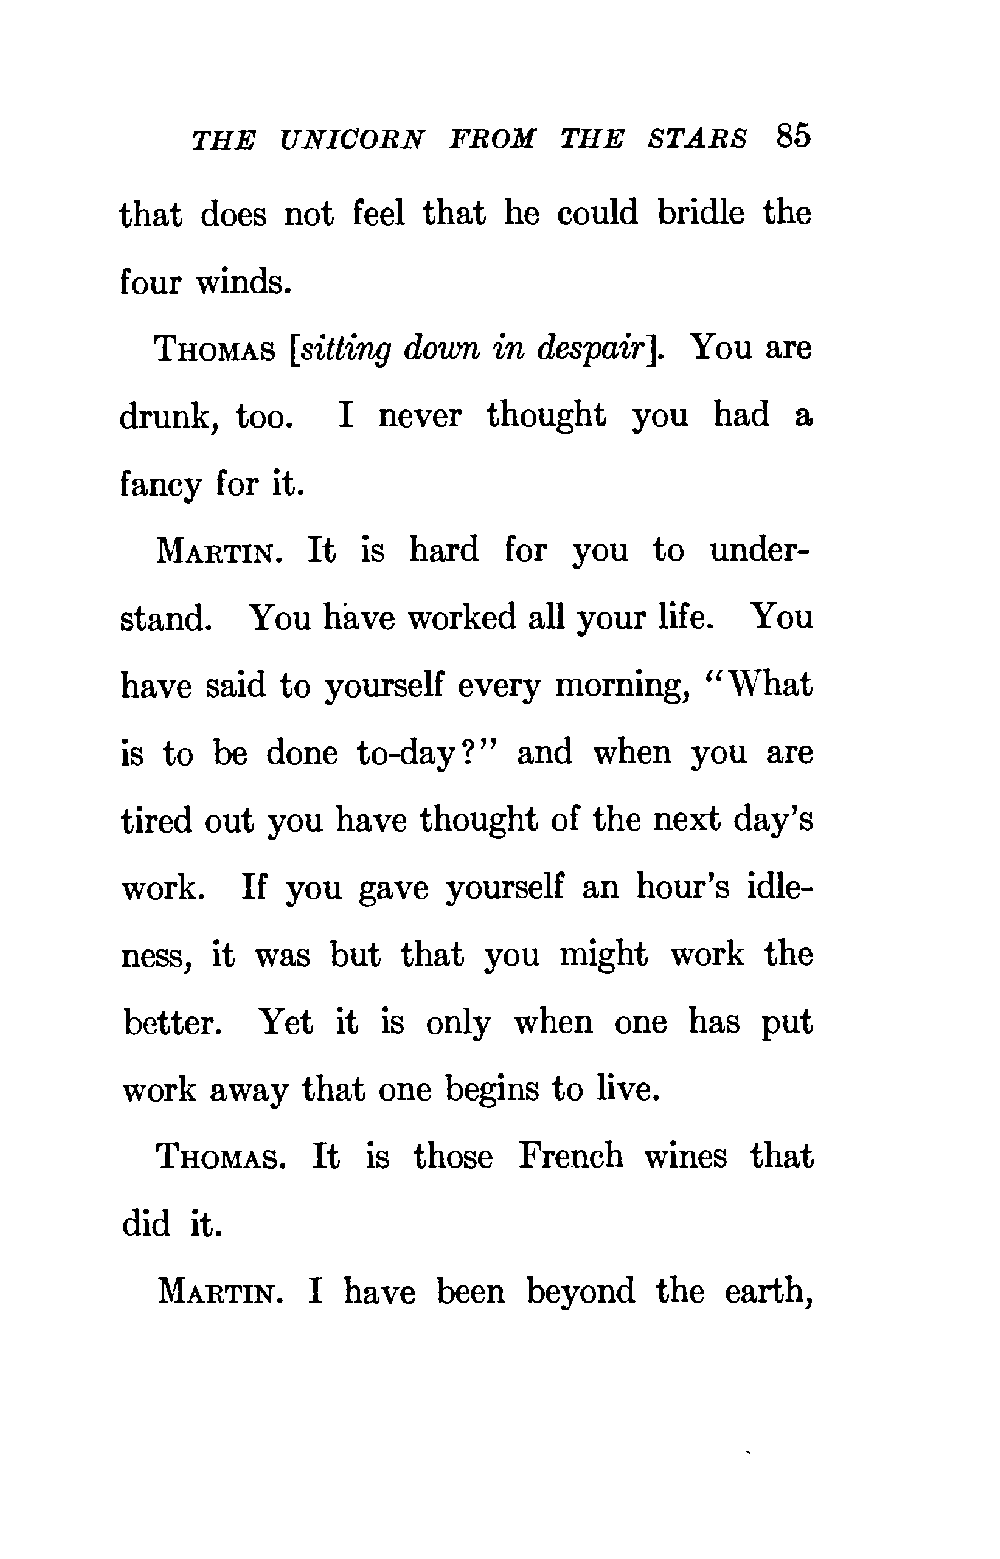 THE UNICORN FROM THE STARS 85
that does not feel that he could bridle the
four winds.
THOMAS [sitting down in despair]. You are
drunk, too. I never thought you had a
fancy for it.
MARTIN. It is hard for you to under-
stand. You have worked all your life. You
have said to yourself every morning, "What
is to be done to-day?" and when you are
tired out you have thought of the next day's
work. If you gave yourself an hour's idle-
ness, it was but that you might work the
better. Yet it is only when one has put
work away that one begins to live.
THOMAS. It is those French wines that
did it.
MARTIN. I have been beyond the earth,